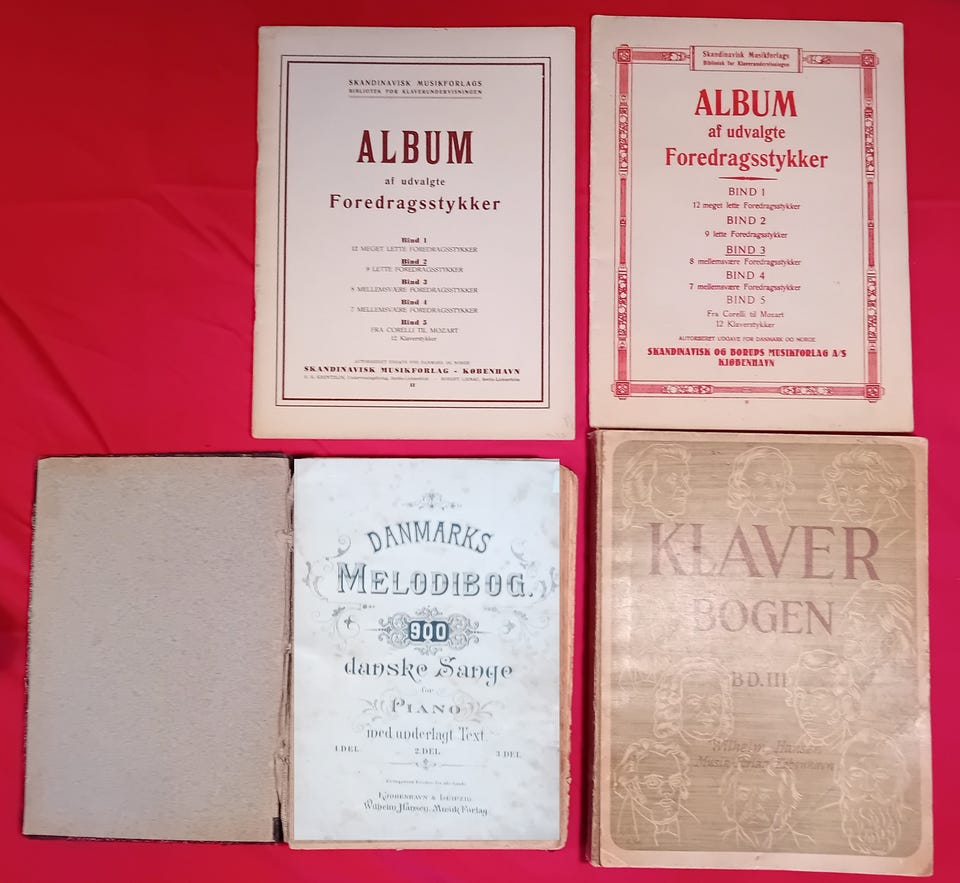 SKANDINAVISK MUSIKFORLAGS
BIBLIOTEK FOR KLAVERUNDERVISNINGEN
ALBUM
af udvalgte
Foredragsstykker
Bind 1
12 MEGET LETTE FOREDRAGSSTYKKER
Bind 2
9 LETTE FOREDRAGSSTYKKER
Bind 3
8 MELLEMSVÆRE FOREDRAGSSTYKKER
Bind 4
7 MELLEMSVÆRE FOREDRAGSSTYKKER
Bind 5
FRA CORELLI TIL MOZART
12 Klaverstykker
AUTORISERET UDGAVE FOR DANMARK OG NORGE
SKANDINAVISK MUSIKFORLAG - KØBENHAVN
Skandinavisk Musikforlags
Bibliotek for Klaverundervisningen
ALBUM
af udvalgte
Foredragsstykker
BIND 1
12 meget lette Foredragsstykker
BIND 2
9 lette Foredragsstykker
BIND 3
8 mellemsvære Foredragsstykker
BIND 4
7 mellemsvære Foredragsstykker
BIND 5
Fra Corelli til Mozart
12 Klaverstykker
AUTORISERET UDGAVE FOR DANMARK OG NORGE
SKANDINAVISK OG BORUPS MUSIKFORLAG A/S
KJØBENHAVN
DANMARKS
MELODIBOG.
900
danske Sange
for
PIANO
med underlagt Text.
1 DEL. 2. DEL 3. DEL
KJØBENHAVN & LEIPZIG
Wilhelm Hansen, Musik-Forlag
KLAVER
BOGEN
BD. III
Wilhelm Hansen
Musik-Forlag København